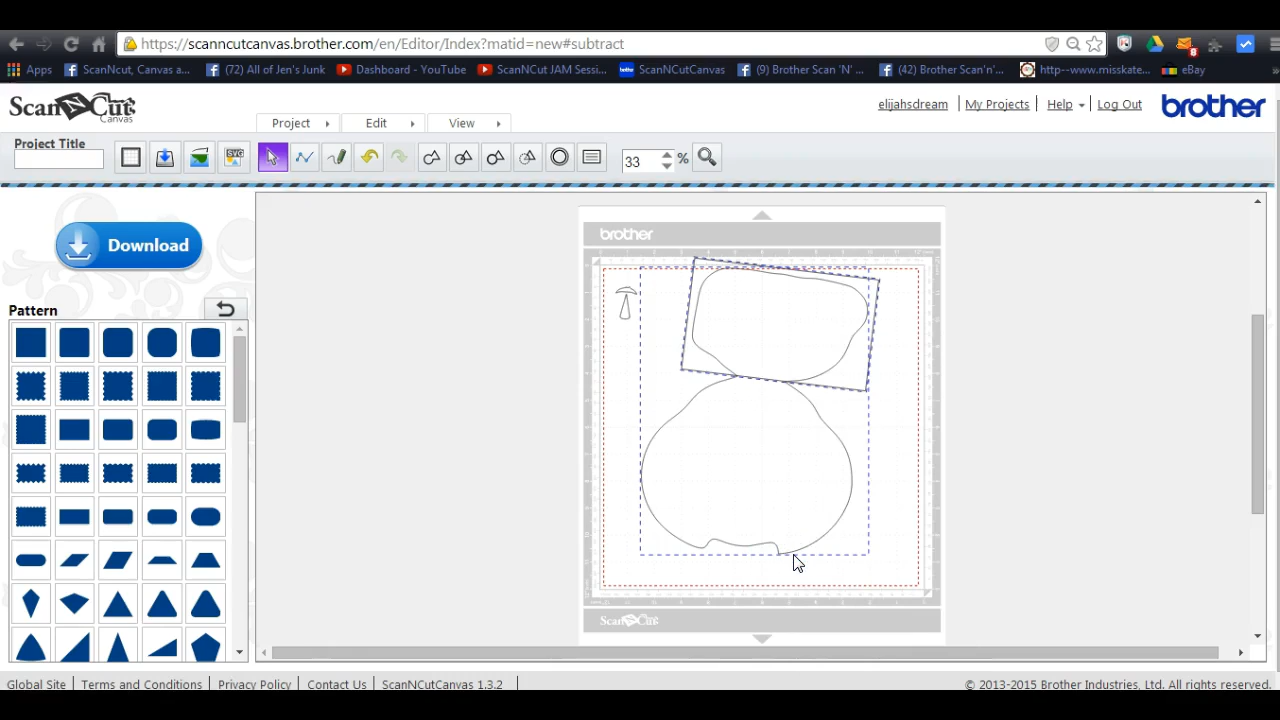 https://scanncutcanvas.brother.com/en/Editor/Index?matid=new#subtract
8
Apps
ScanNcut, Canvas a...
(72) All of Jen's Junk
Dashboard - YouTube
ScanNCut JAM Sessi...
ScanNCutCanvas
(9) Brother Scan 'N' ...
(42) Brother Scan'n'...
http--www.misskate...
eBay
»
ScanNCut
Canvas
elijahsdream
My Projects
Help
Log Out
brother
Project
Edit
View
Project Title
SVG
33
%
Download
Pattern
brother
ScanNCut
Global Site
Terms and Conditions
Privacy Policy
Contact Us
ScanNCutCanvas 1.3.2
© 2013-2015 Brother Industries, Ltd. All rights reserved.